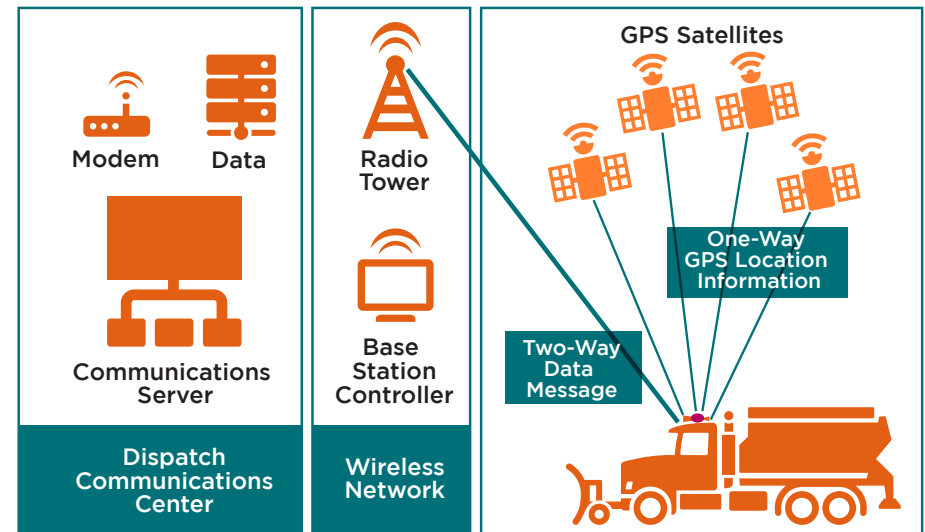 Modem
Data
Communications
Server
Dispatch
Communications
Center
Radio
Tower
Base
Station
Controller
Wireless
Network
GPS Satellites
One-Way
GPS Location
Information
Two-Way
Data
Message